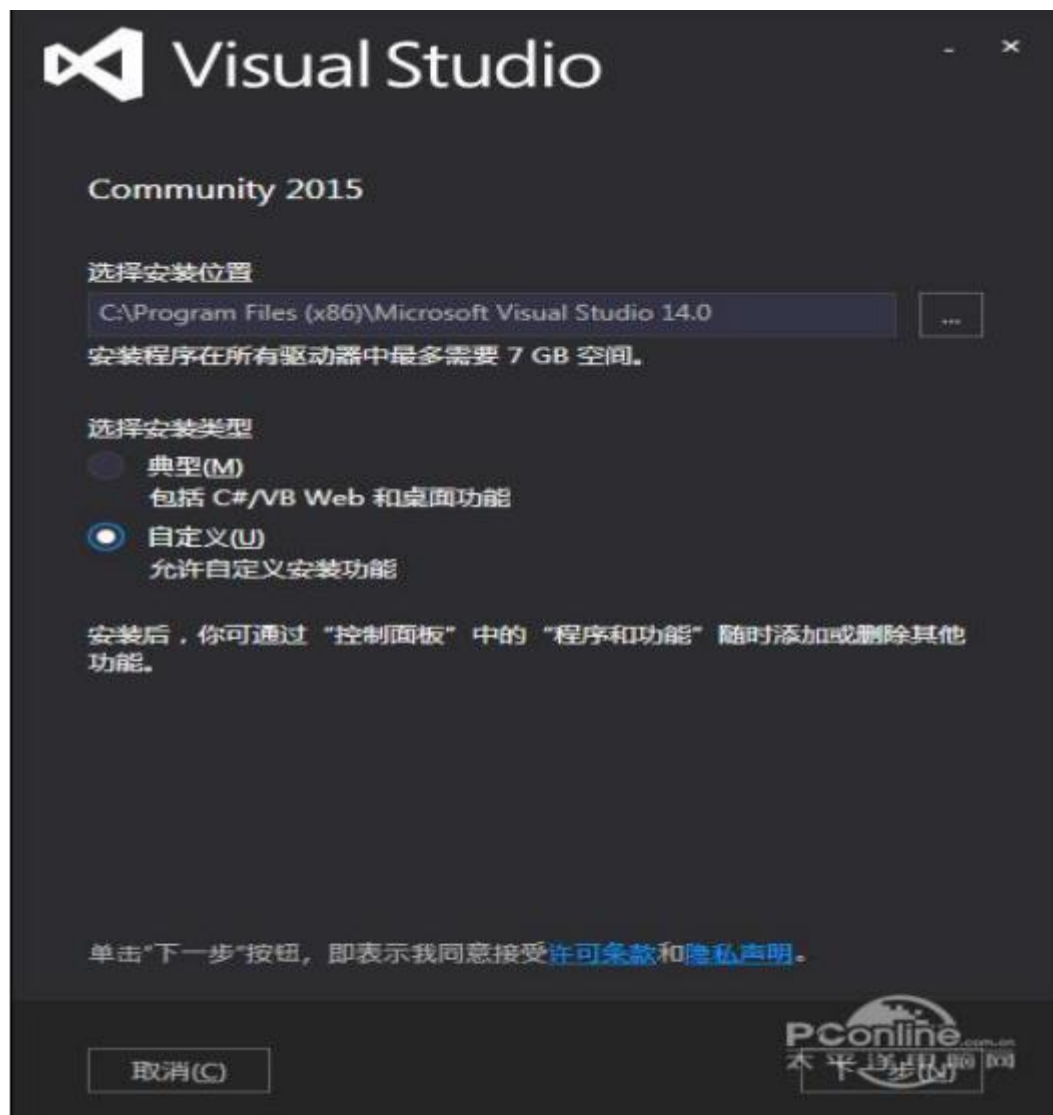 Visual Studio
Community 2015
选择安装位置
C:\Program Files (x86)\Microsoft Visual Studio 14.0
...
安装程序在所有驱动器中最多需要 7 GB 空间。
选择安装类型
典型(M)
包括 C#/VB Web 和桌面功能
自定义(U)
允许自定义安装功能
安装后，你可通过“控制面板”中的“程序和功能”随时添加或删除其他
功能。
单击"下一步"按钮，即表示我同意接受许可条款和隐私声明。
PConline.com.cn
太平洋电脑网
取消(C)
下一步(N)